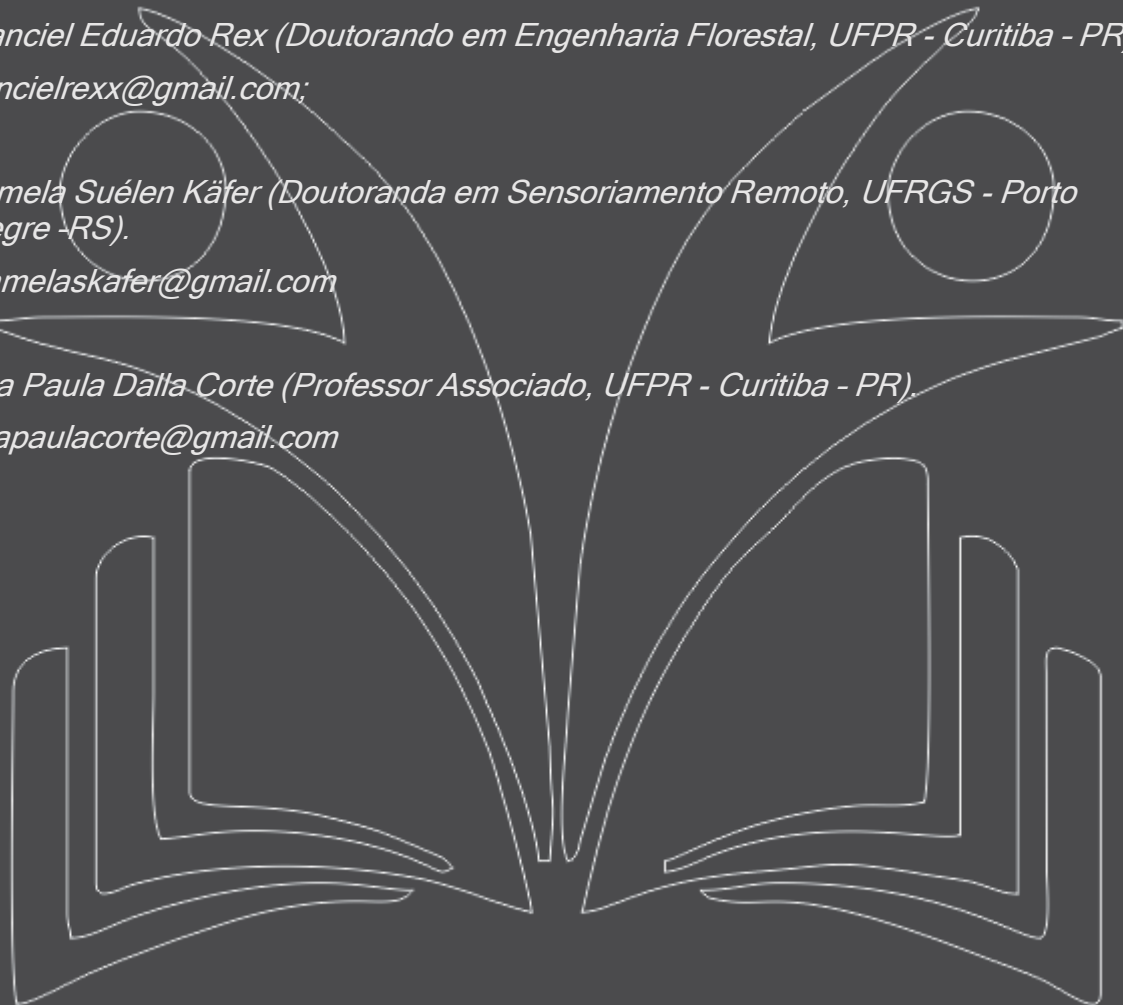 anciel Eduardo Rex (Doutorando em Engenharia Florestal, UFPR - Curitiba - PR)
ncielrexx@gmail.com;
mela Suélen Käfer (Doutoranda em Sensoriamento Remoto, UFRGS - Porto
egre -RS).
amelaskafer@gmail.com
a Paula Dalla Corte (Professor Associado, UFPR - Curitiba - PR).
apaulacorte@gmail.com